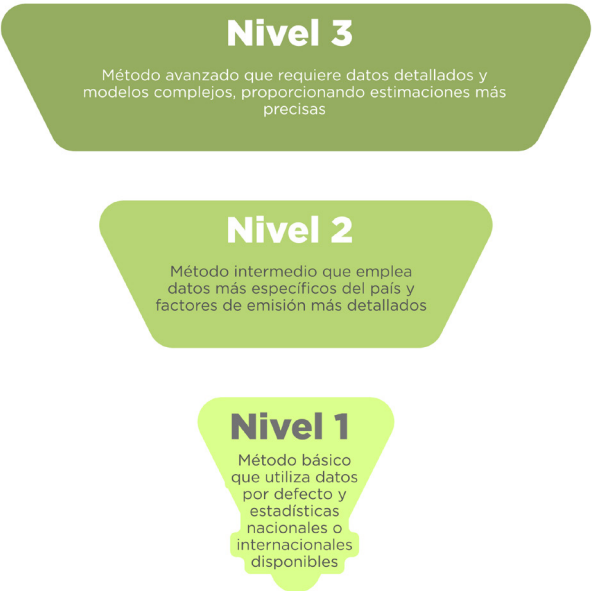 Nivel 3
Método avanzado que requiere datos detallados y
modelos complejos, proporcionando estimaciones más
precisas
Nivel 2
Método intermedio que emplea
datos más específicos del país y
factores de emisión más detallados
Nivel 1
Método básico
que utiliza datos
por defecto y
estadísticas
nacionales o
internacionales
disponibles